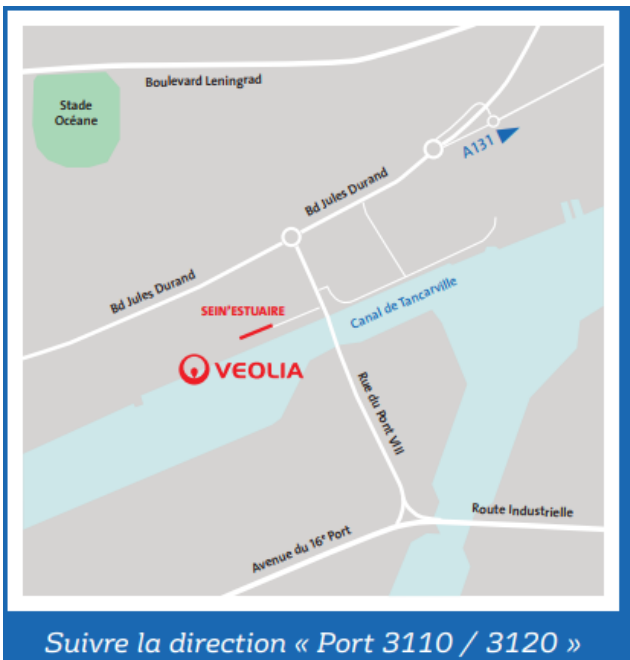 Boulevard Leningrad
Stade
Océane
A131
Bd Jules Durand
Bd Jules Durand
SEIN'ESTUAIRE
Canal de Tancarville
VEOLIA
Rue du Pont VIII
Route Industrielle
Avenue du 16e Port
Suivre la direction « Port 3110 / 3120 »